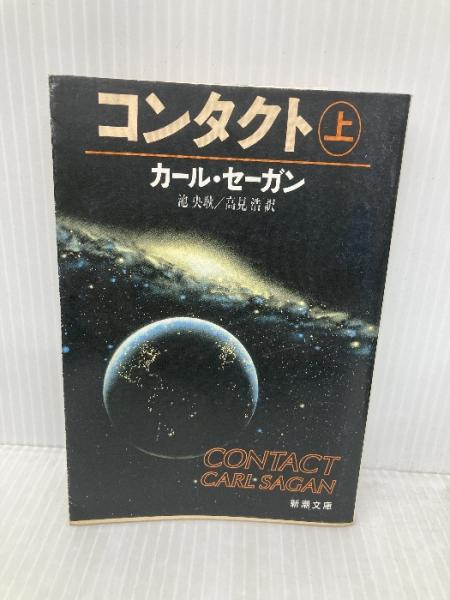 コンタクト 上
カール・セーガン
池 央耿/高見 浩 訳
CONTACT
CARL SAGAN
新潮文庫